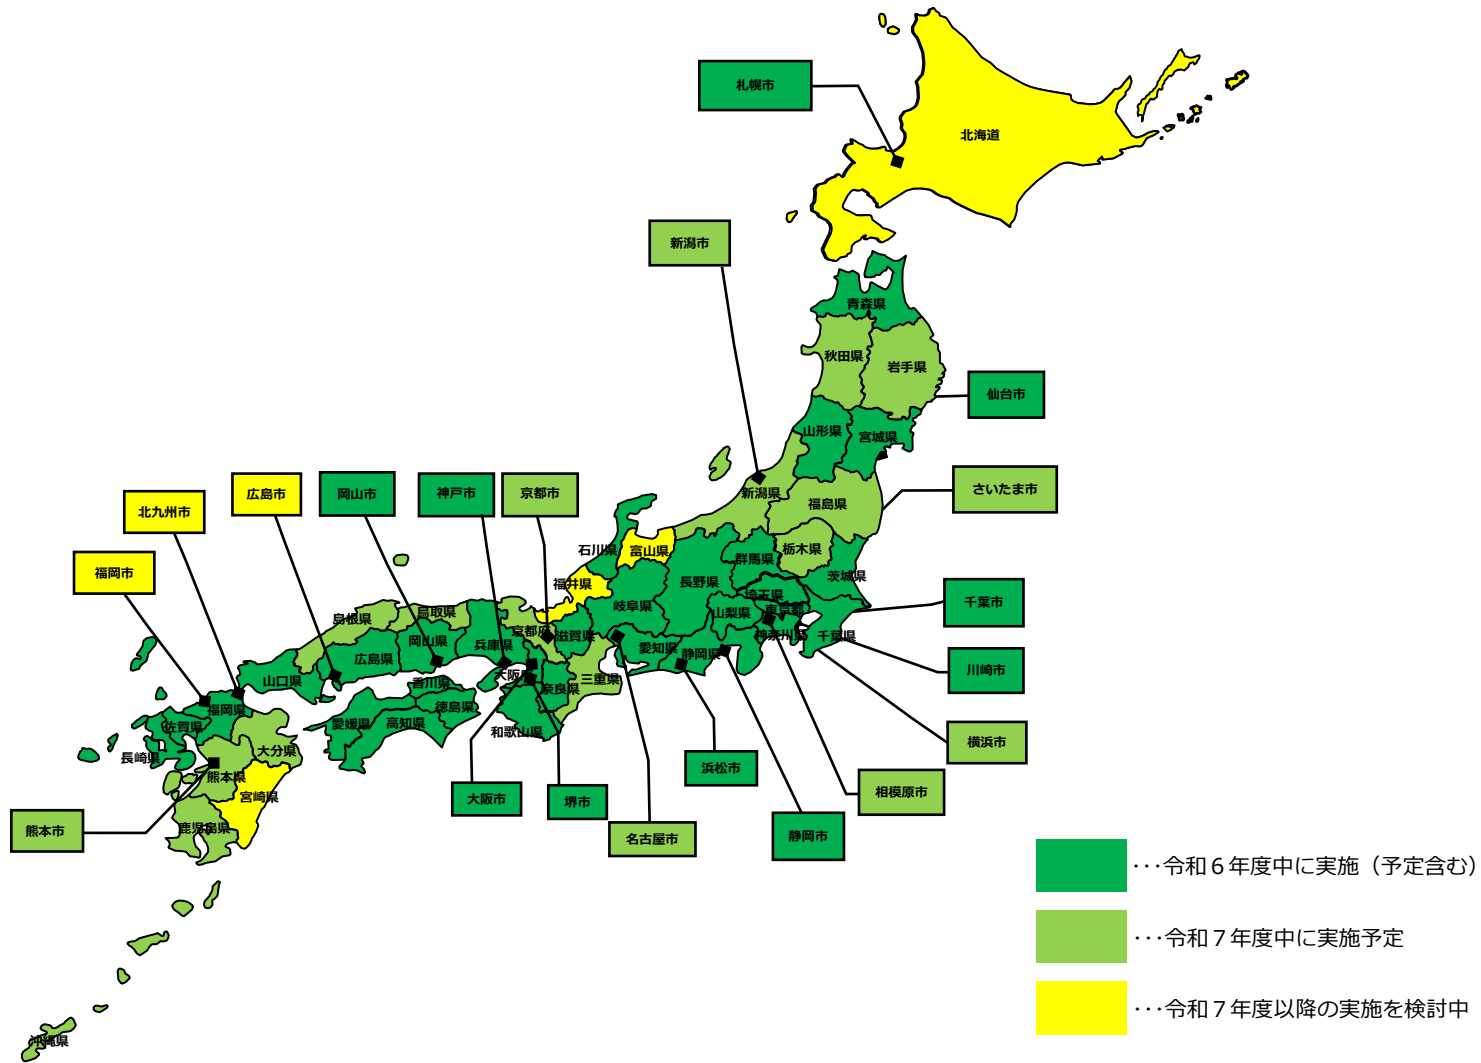 札幌市
北海道
新潟市
青森県
秋田県
岩手県
仙台市
山形県
宮城県
さいたま市
新潟県
福島県
北九州市
広島市
岡山市
神戸市
京都市
福岡市
石川県
富山県
群馬県
栃木県
茨城県
福井県
長野県
埼玉県
千葉市
岐阜県
山梨県
東京都
神奈川県
千葉県
島根県
鳥取県
京都府
滋賀県
愛知県
静岡県
川崎市
岡山県
兵庫県
広島県
大阪府
奈良県
三重県
山口県
香川県
徳島県
和歌山県
愛媛県
高知県
福岡県
佐賀県
長崎県
大分県
熊本県
宮崎県
鹿児島県
横浜市
浜松市
相模原市
大阪市
堺市
名古屋市
静岡市
熊本市
沖縄県
･･･令和６年度中に実施（予定含む）
･･･令和７年度中に実施予定
･･･令和７年度以降の実施を検討中